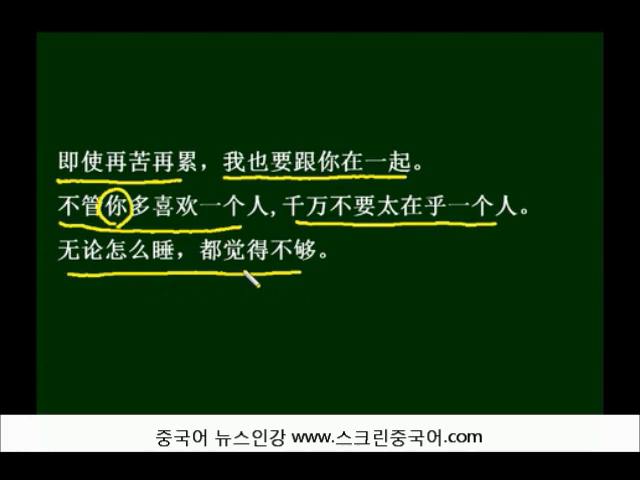 即使再苦再累，我也要跟你在一起。
不管你多喜欢一个人,千万不要太在乎一个人。
无论怎么睡，都觉得不够。
중국어 뉴스인강 www.스크린중국어.com